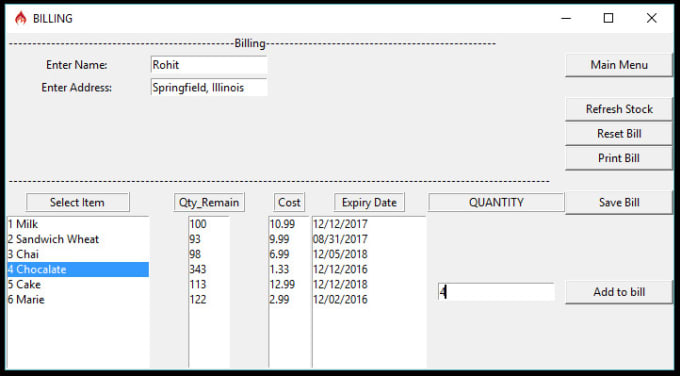 BILLING
Billing
Enter Name: Rohit
Main Menu
Enter Address: Springfield, Illinois
Refresh Stock
Reset Bill
Print Bill
Select Item Qty_Remain Cost Expiry Date QUANTITY Save Bill
1 Milk 100 10.99 12/12/2017
2 Sandwich Wheat 93 9.99 08/31/2017
3 Chai 98 6.99 12/05/2018
4 Chocalate 343 1.33 12/12/2016
5 Cake 113 12.99 12/12/2018
6 Marie 122 2.99 12/02/2016
4 Add to bill